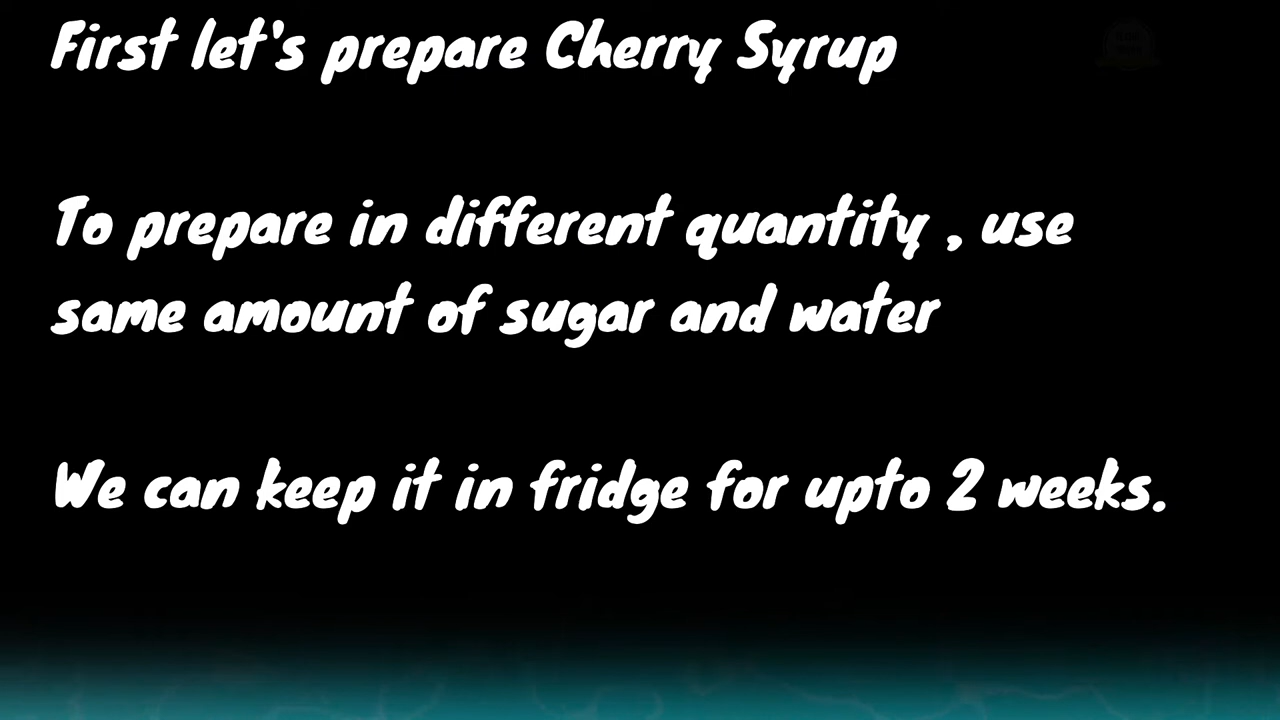 First let's prepare Cherry Syrup
To prepare in different quantity , use
same amount of sugar and water
We can keep it in fridge for upto 2 weeks.